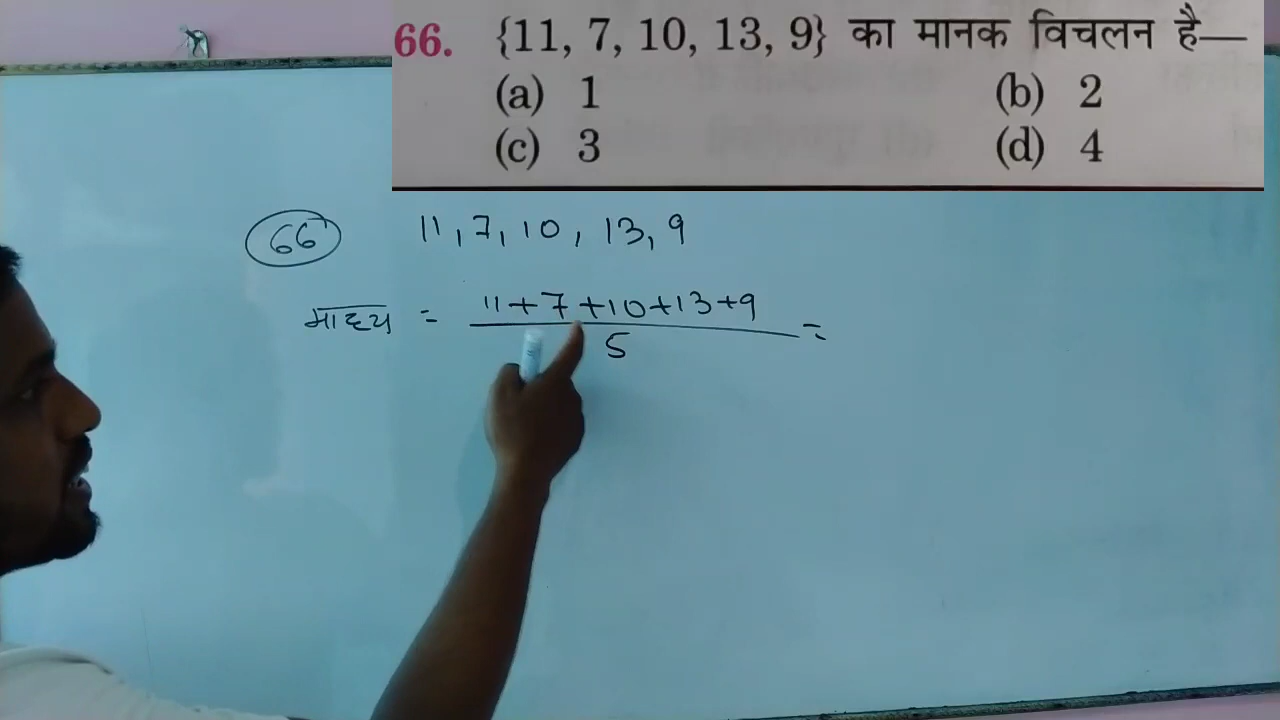 66. {11, 7, 10, 13, 9} का मानक विचलन है—
(a) 1 (b) 2
(c) 3 (d) 4
66 11, 7, 10, 13, 9
माध्य = 11+7+10+13+9 =
5